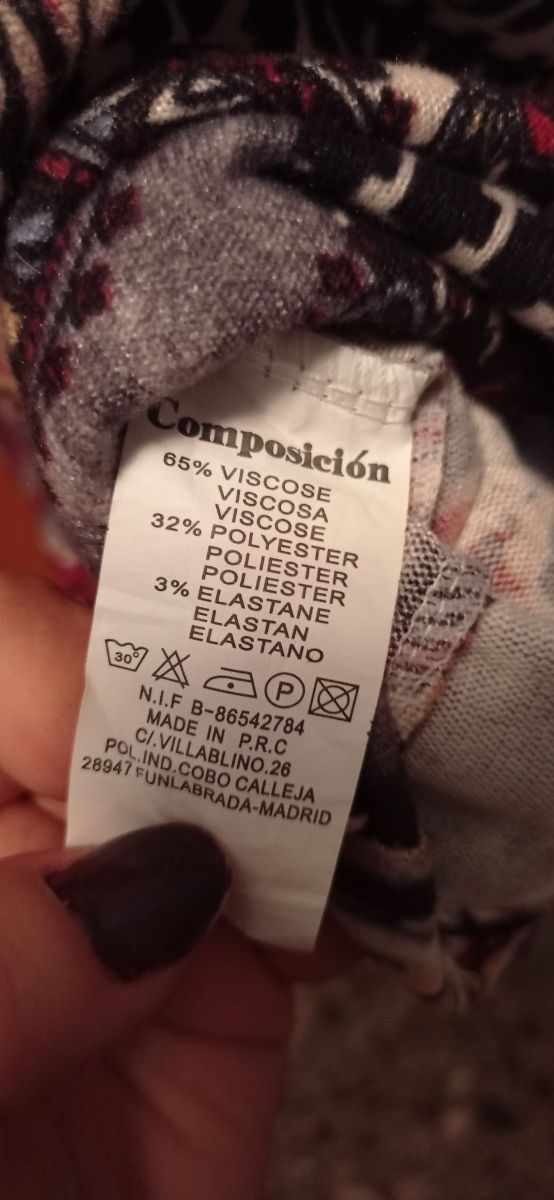 Composición
65% VISCOSE
VISCOSA
VISCOSE
32% POLYESTER
POLIESTER
POLIESTER
3% ELASTANE
ELASTAN
ELASTANO
30°
P
N.I.F B-86542784
MADE IN P.R.C
C/.VILLABLINO.26
POL.IND.COBO CALLEJA
28947 FUNLABRADA-MADRID